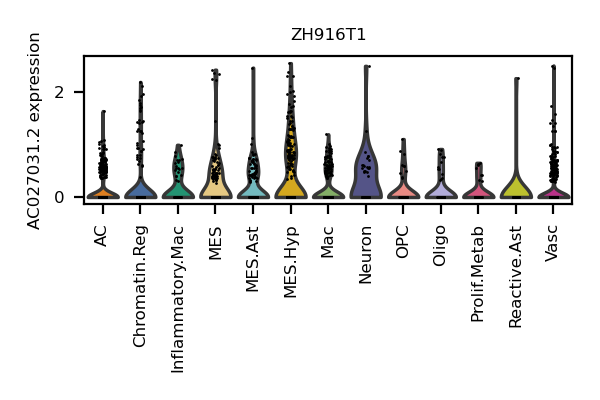 ZH916T1
AC027031.2 expression
2
0
AC
Chromatin.Reg
Inflammatory.Mac
MES
MES.Ast
MES.Hyp
Mac
Neuron
OPC
Oligo
Prolif.Metab
Reactive.Ast
Vasc